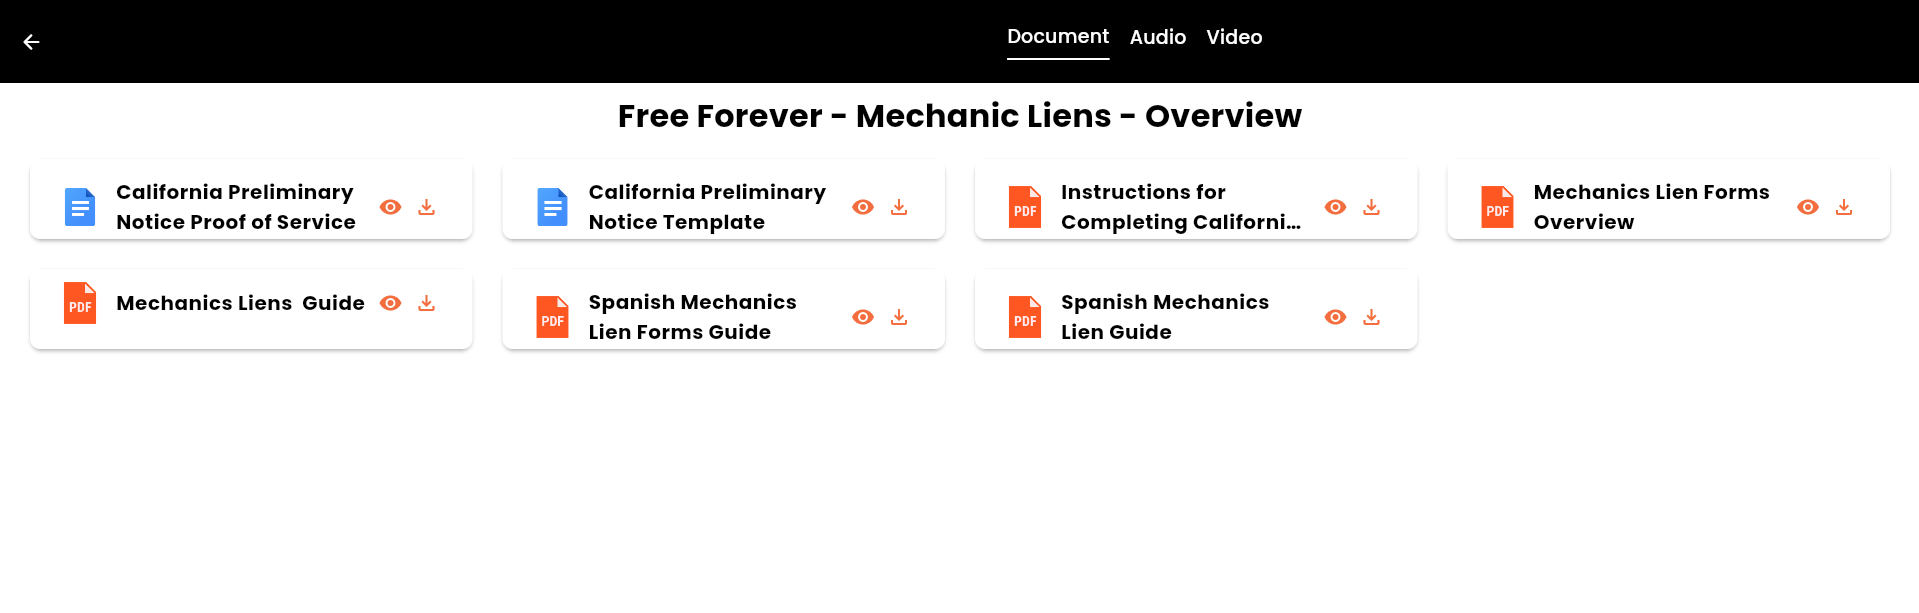 Document Audio Video
Free Forever - Mechanic Liens - Overview
California Preliminary
Notice Proof of Service
California Preliminary
Notice Template
PDF
Instructions for
Completing Californi...
PDF
Mechanics Lien Forms
Overview
PDF
Mechanics Liens  Guide
PDF
Spanish Mechanics
Lien Forms Guide
PDF
Spanish Mechanics
Lien Guide